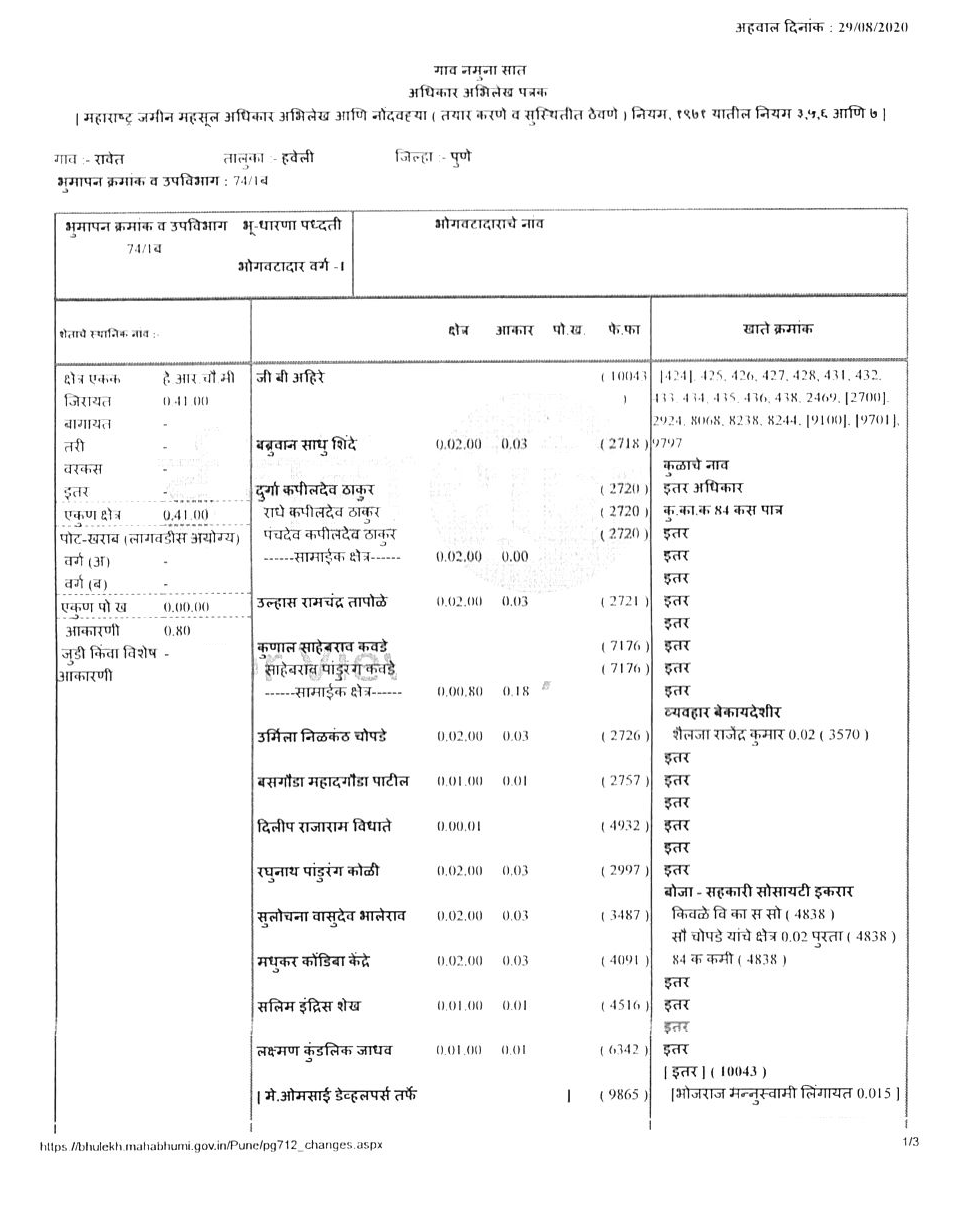 अहवाल दिनांक : 29/08/2020
गाव नमुना सात
अधिकार अभिलेख पत्रक
[ महाराष्ट्र जमीन महसूल अधिकार अभिलेख आणि नोंदवह्या ( तयार करणे व सुस्थितीत ठेवणे ) नियम, १९७१ यातील नियम ३,५,६ आणि ७ ]
गाव :- रावेत तालुका :- हवेली जिल्हा :- पुणे
भुमापन क्रमांक व उपविभाग : 74/1ब
भुमापन क्रमांक व उपविभाग भू-धारणा पध्दती भोगवटादाराचे नाव
74/1ब
भोगवटादार वर्ग -1
शेताचे स्थानिक नाव :- क्षेत्र आकार पो.ख. फे.फा खाते क्रमांक
क्षेत्र एकक हे.आर.चौ.मी जी बी अहिरे ( 10043 [424], 425, 426, 427, 428, 431, 432,
जिरायत 0.41.00 ) 433, 434, 435, 436, 438, 2469, [2700],
बागायत - 2924, 8068, 8238, 8244, [9100], [9701],
तरी - बब्रुवान साधु शिंदे 0.02.00 0.03 ( 2718 ) 9797
वरकस - कुळाचे नाव
इतर - दुर्गा कपीलदेव ठाकुर ( 2720 ) इतर अधिकार
एकुण क्षेत्र 0.41.00 राधे कपीलदेव ठाकुर ( 2720 ) कु.का.क 84 कस पात्र
पोट-खराब (लागवडीस अयोग्य) पंचदेव कपीलदेव ठाकुर ( 2720 ) इतर
वर्ग (अ) - ------सामाईक क्षेत्र------ 0.02.00 0.00 इतर
वर्ग (ब) - इतर
एकुण पो ख 0.00.00 उल्हास रामचंद्र तापोळे 0.02.00 0.03 ( 2721 ) इतर
आकारणी 0.80 इतर
जुडी किंवा विशेष - कुणाल साहेबराव कवडे ( 7176 ) इतर
आकारणी साहेबराव पांडुरंग कवडे ( 7176 ) इतर
------सामाईक क्षेत्र------ 0.00.80 0.18 इतर
व्यवहार बेकायदेशीर
उर्मिला निळकंठ चोपडे 0.02.00 0.03 ( 2726 ) शैलजा राजेंद्र कुमार 0.02 ( 3570 )
इतर
बसगौडा महादगौडा पाटील 0.01.00 0.01 ( 2757 ) इतर
इतर
दिलीप राजाराम विधाते 0.00.01 ( 4932 ) इतर
इतर
रघुनाथ पांडुरंग कोळी 0.02.00 0.03 ( 2997 ) इतर
बोजा - सहकारी सोसायटी इकरार
सुलोचना वासुदेव भालेराव 0.02.00 0.03 ( 3487 ) किवळे वि का स सो ( 4838 )
सौ चोपडे यांचे क्षेत्र 0.02 पुरता ( 4838 )
मधुकर कोंडिबा केंद्रे 0.02.00 0.03 ( 4091 ) 84 क कमी ( 4838 )
इतर
सलिम इंद्रिस शेख 0.01.00 0.01 ( 4516 ) इतर
इतर
लक्ष्मण कुंडलिक जाधव 0.01.00 0.01 ( 6342 ) इतर
[ इतर ] ( 10043 )
[ मे.ओमसाई डेव्हलपर्स तर्फे ] ( 9865 ) [भोजराज मन्नुस्वामी लिंगायत 0.015 ]
https://bhulekh.mahabhumi.gov.in/Pune/pg712_changes.aspx 1/3